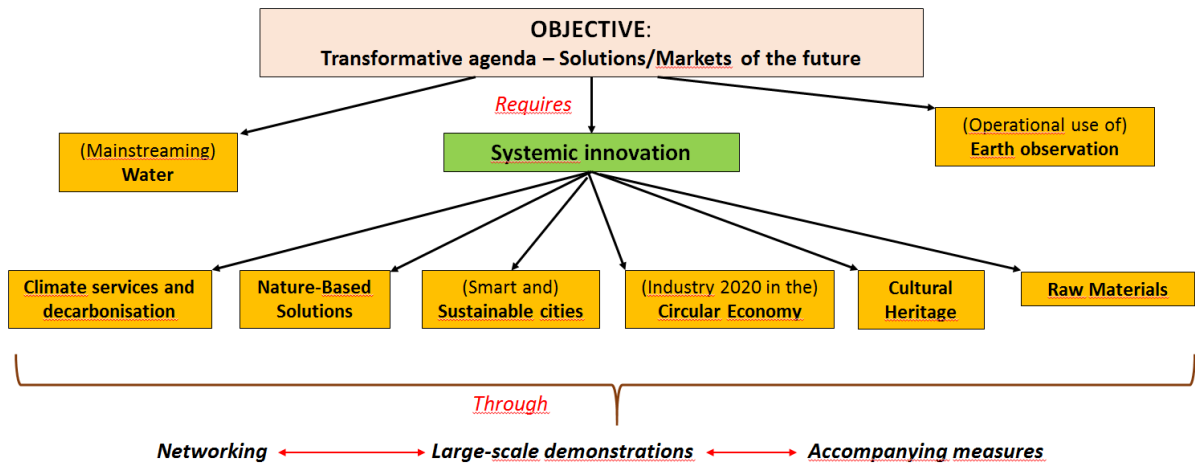 OBJECTIVE:
Transformative agenda – Solutions/Markets of the future
Requires
(Mainstreaming)
Water
Systemic innovation
(Operational use of)
Earth observation
Climate services and
decarbonisation
Nature-Based
Solutions
(Smart and)
Sustainable cities
(Industry 2020 in the)
Circular Economy
Cultural
Heritage
Raw Materials
Through
Networking
Large-scale demonstrations
Accompanying measures